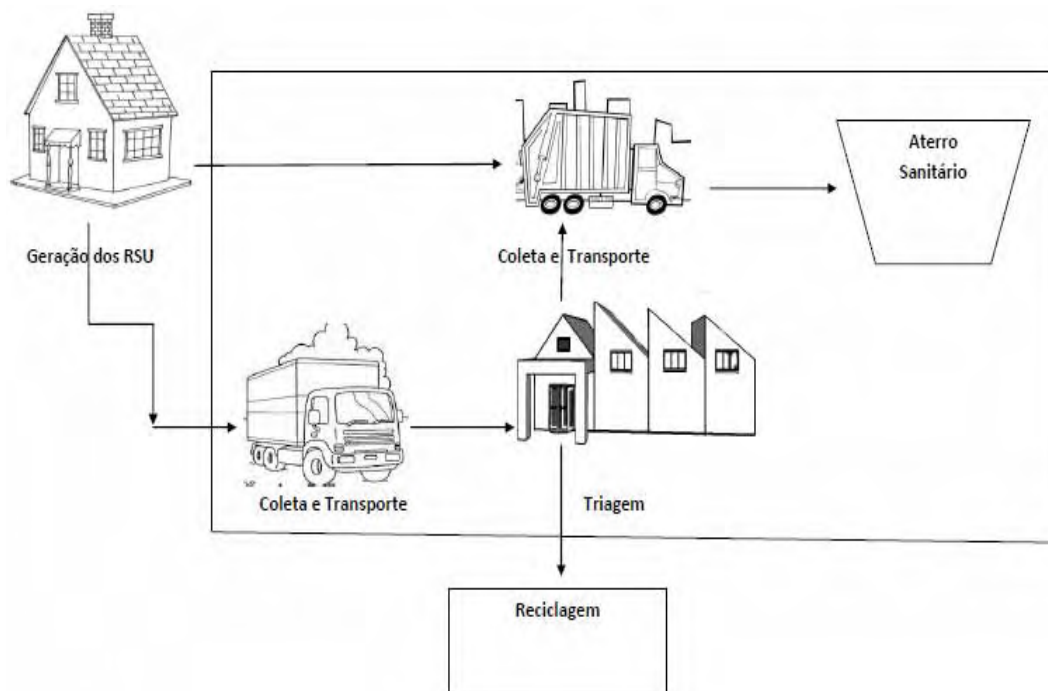 Aterro
Sanitário
Geração dos RSU
Coleta e Transporte
Coleta e Transporte
Triagem
Reciclagem